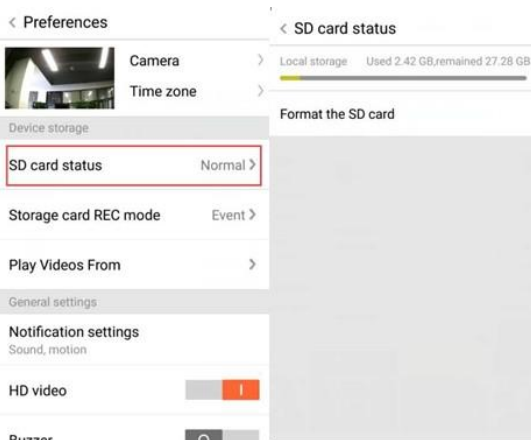 Preferences
Camera
Time zone
Device storage
SD card status Normal
Storage card REC mode Event
Play Videos From
General settings
Notification settings
Sound, motion
HD video
Buzzer
SD card status
Local storage Used 2.42 GB,remained 27.28 GB
Format the SD card